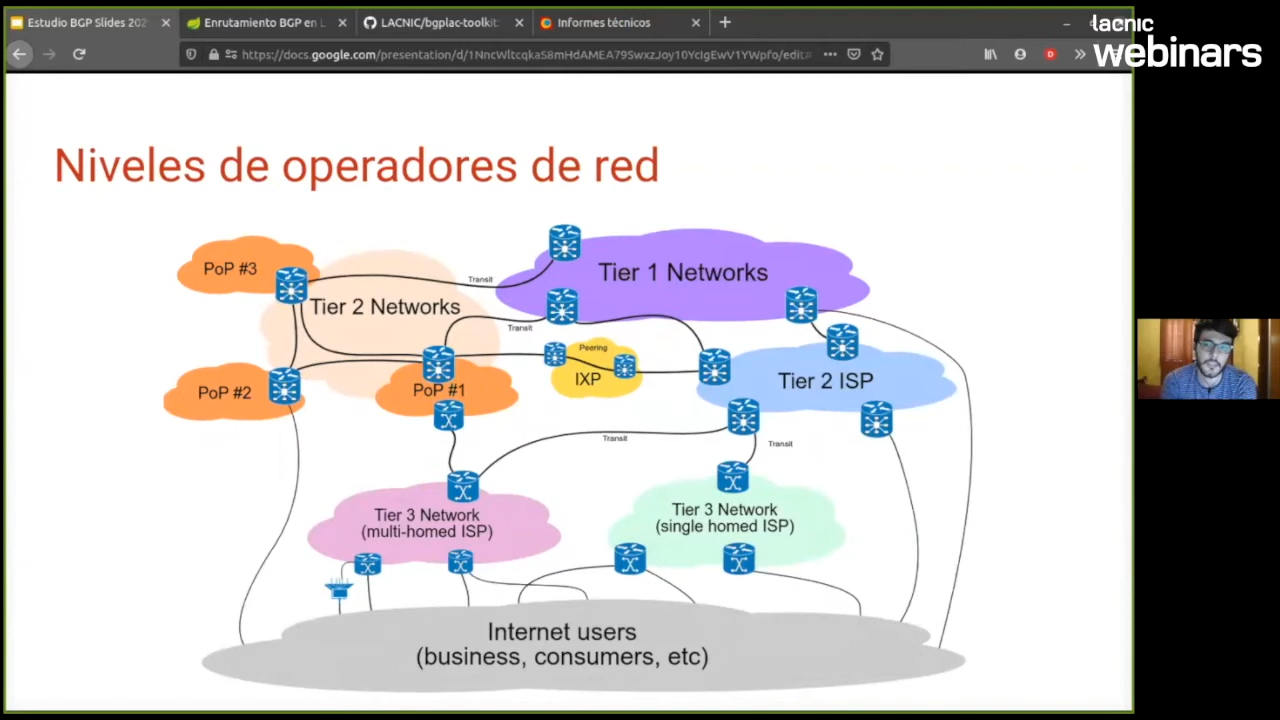 Estudio BGP Slides 202
Enrutamiento BGP en L
LACNIC/bgplac-toolkit:
Informes técnicos
lacnic
webinars
https://docs.google.com/presentation/d/
Niveles de operadores de red
PoP #3
Tier 1 Networks
Transit
Tier 2 Networks
Transit
Peering
IXP
Tier 2 ISP
PoP #2
PoP #1
Transit
Transit
Tier 3 Network
(multi-homed ISP)
Tier 3 Network
(single homed ISP)
Internet users
(business, consumers, etc)